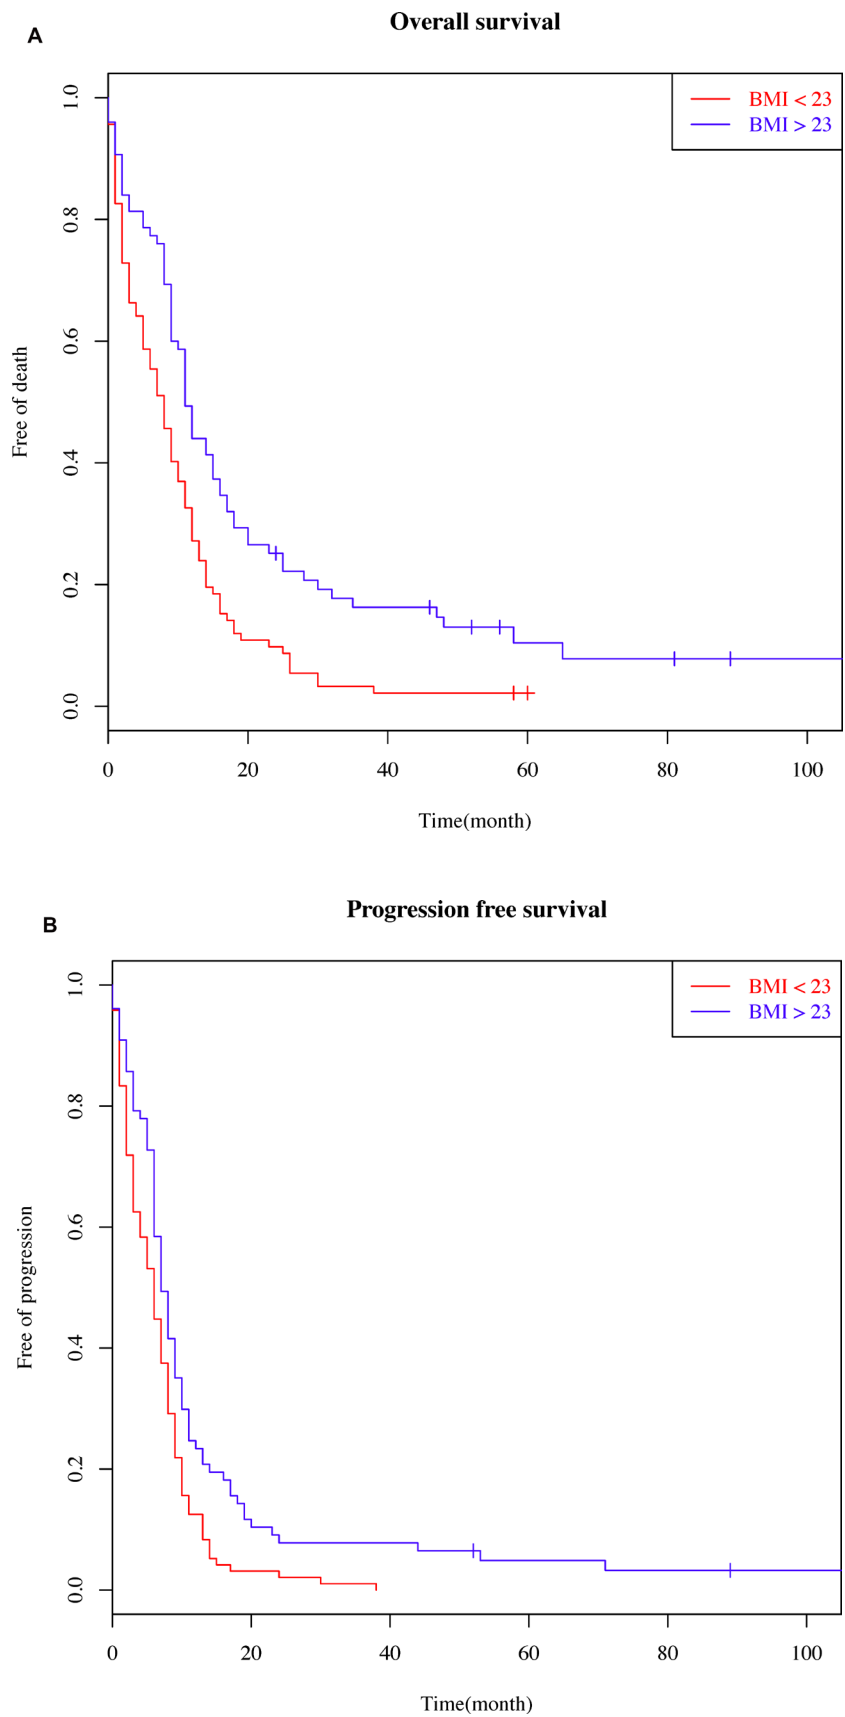 A
Overall survival
BMI < 23
BMI > 23
1.0
0.8
0.6
0.4
0.2
0.0
Free of death
0 20 40 60 80 100
Time(month)
B
Progression free survival
BMI < 23
BMI > 23
1.0
0.8
0.6
0.4
0.2
0.0
Free of progression
0 20 40 60 80 100
Time(month)